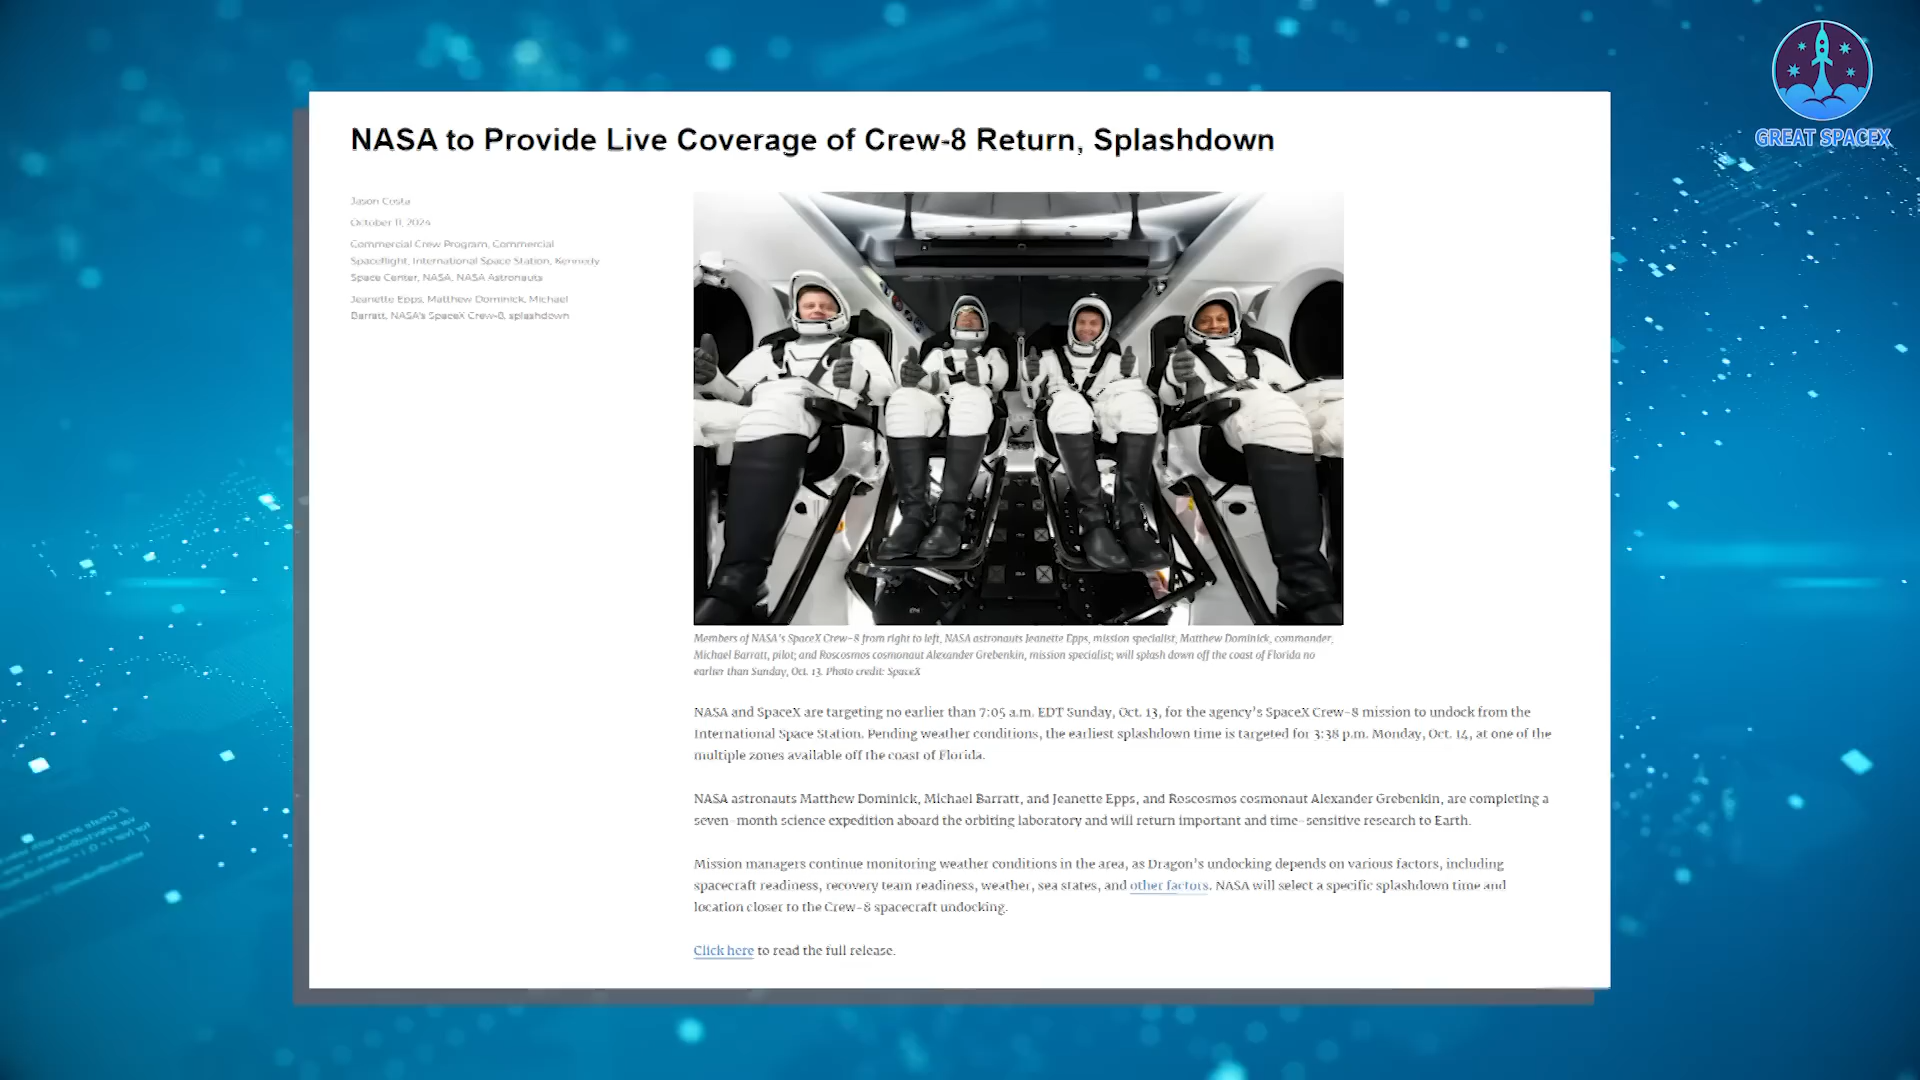 GREAT SPACEX
NASA to Provide Live Coverage of Crew-8 Return, Splashdown
Jason Costa
October 11, 2024
Commercial Crew Program, Commercial
Spaceflight, International Space Station, Kennedy
Space Center, NASA, NASA Astronauts
Jeanette Epps, Matthew Dominick, Michael
Barratt, NASA's SpaceX Crew-8, splashdown
Members of NASA's SpaceX Crew-8 from right to left, NASA astronauts Jeanette Epps, mission specialist; Matthew Dominick, commander;
Michael Barratt, pilot; and Roscosmos cosmonaut Alexander Grebenkin, mission specialist; will splash down off the coast of Florida no
earlier than Sunday, Oct. 13. Photo credit: SpaceX
NASA and SpaceX are targeting no earlier than 7:05 a.m. EDT Sunday, Oct. 13, for the agency's SpaceX Crew-8 mission to undock from the
International Space Station. Pending weather conditions, the earliest splashdown time is targeted for 3:38 p.m. Monday, Oct. 14, at one of the
multiple zones available off the coast of Florida.
NASA astronauts Matthew Dominick, Michael Barratt, and Jeanette Epps, and Roscosmos cosmonaut Alexander Grebenkin, are completing a
seven-month science expedition aboard the orbiting laboratory and will return important and time-sensitive research to Earth.
Mission managers continue monitoring weather conditions in the area, as Dragon's undocking depends on various factors, including
spacecraft readiness, recovery team readiness, weather, sea states, and other factors. NASA will select a specific splashdown time and
location closer to the Crew-8 spacecraft undocking.
Click here to read the full release.